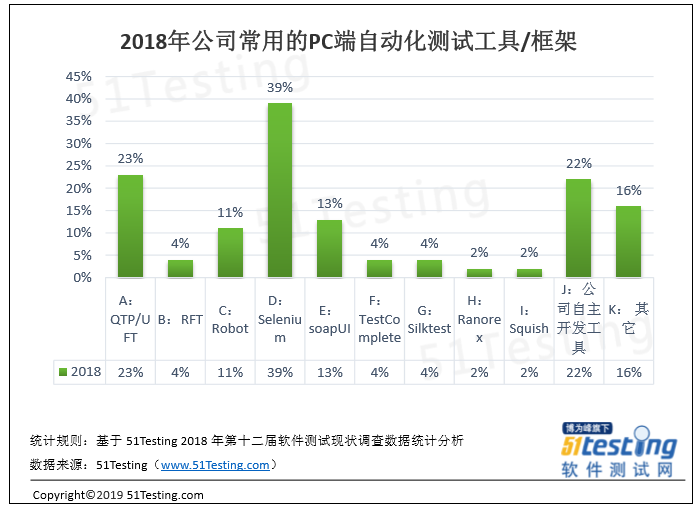 2018年公司常用的PC端自动化测试工具/框架
45%
40%
35%
30%
25%
20%
15%
10%
5%
0%
23%
4%
11%
39%
13%
4%
4%
2%
2%
22%
16%
A：
QTP/U
FT
B：RFT
C：
Robot
D：
Seleniu
m
E：
soapUI
F：
TestCo
mplete
G：
Silktest
H：
Ranore
x
I：
Squish
J：公
司自主
开发工
具
K：其
它
2018 23% 4% 11% 39% 13% 4% 4% 2% 2% 22% 16%
51Testing
51Testing
51Testing
统计规则：基于 51Testing 2018 年第十二届软件测试现状调查数据统计分析
数据来源：51Testing（www.51Testing.com）
博为峰旗下
51testing
软件测试网
Copyright©2019 51Testing.com